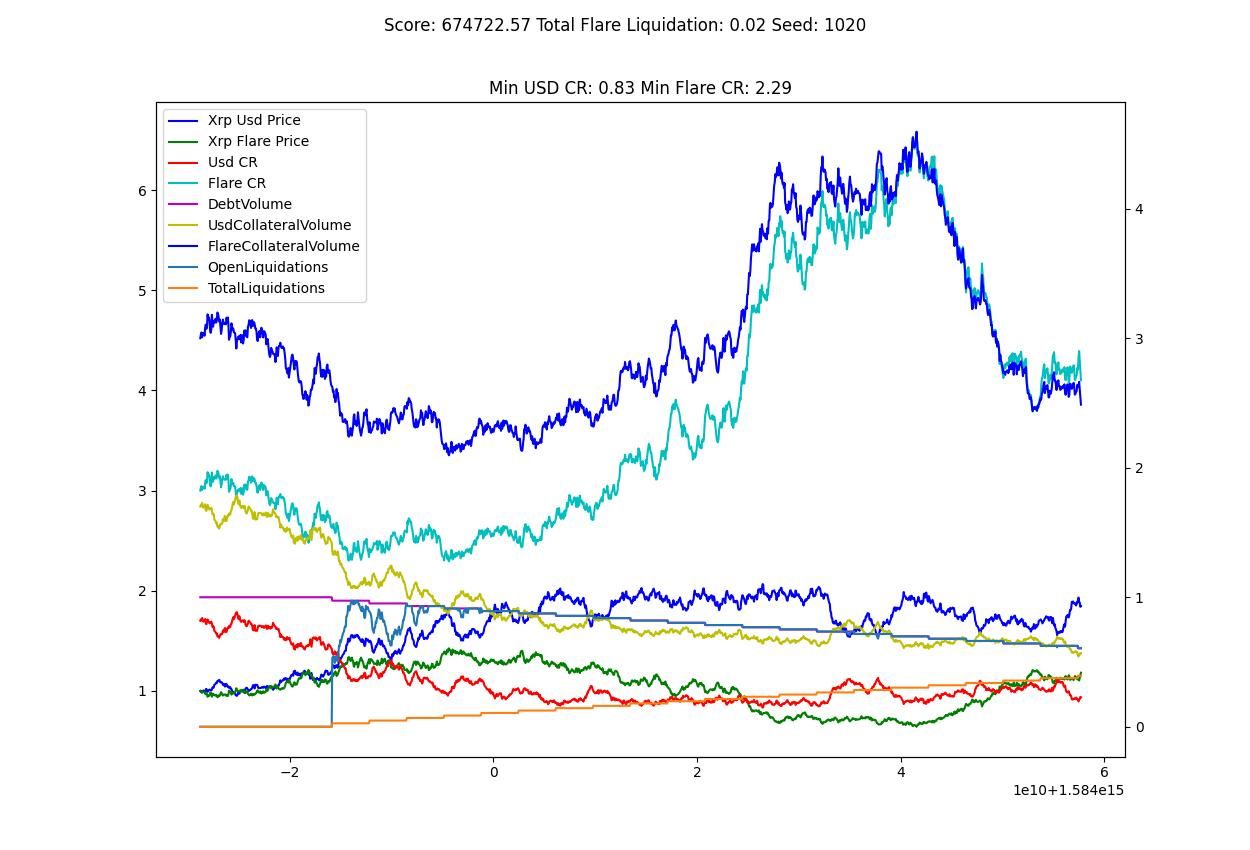 Score: 674722.57 Total Flare Liquidation: 0.02 Seed: 1020
Min USD CR: 0.83 Min Flare CR: 2.29
Xrp Usd Price
Xrp Flare Price
Usd CR
Flare CR
DebtVolume
UsdCollateralVolume
FlareCollateralVolume
OpenLiquidations
TotalLiquidations
6
5
4
3
2
1
4
3
2
1
0
−2
0
2
4
6
1e10+1.584e15